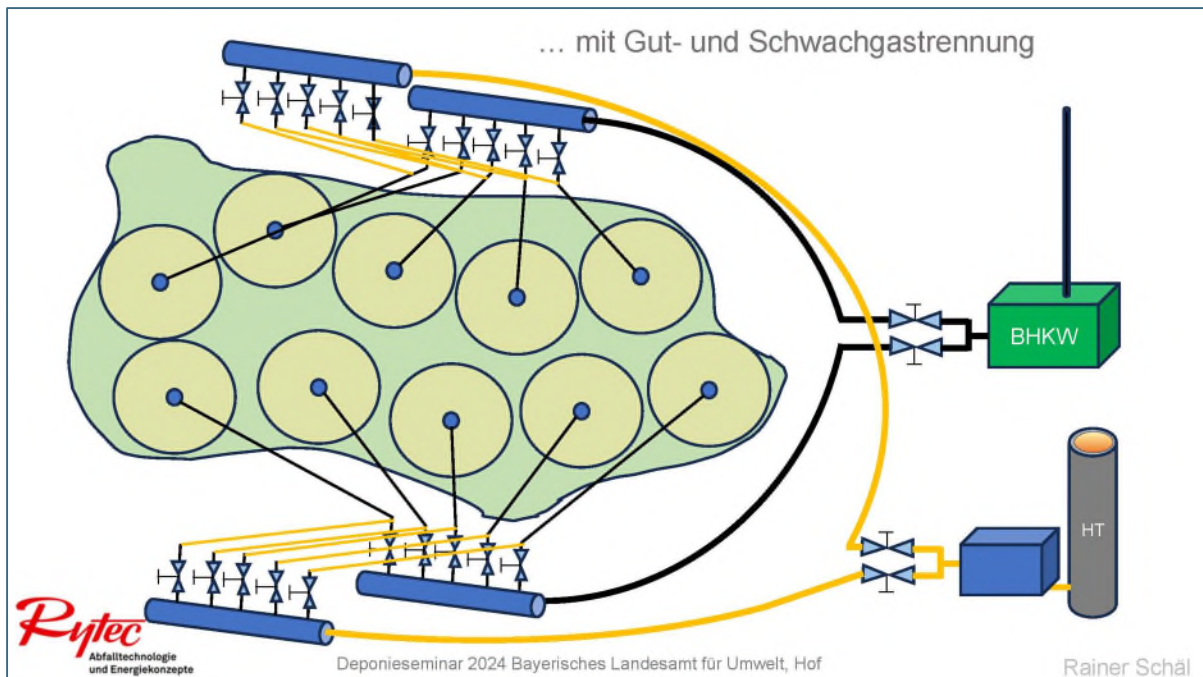 ... mit Gut- und Schwachgastrennung
BHKW
HT
Rytec
Abfalltechnologie
und Energiekonzepte
Deponieseminar 2024 Bayerisches Landesamt für Umwelt, Hof
Rainer Schäl